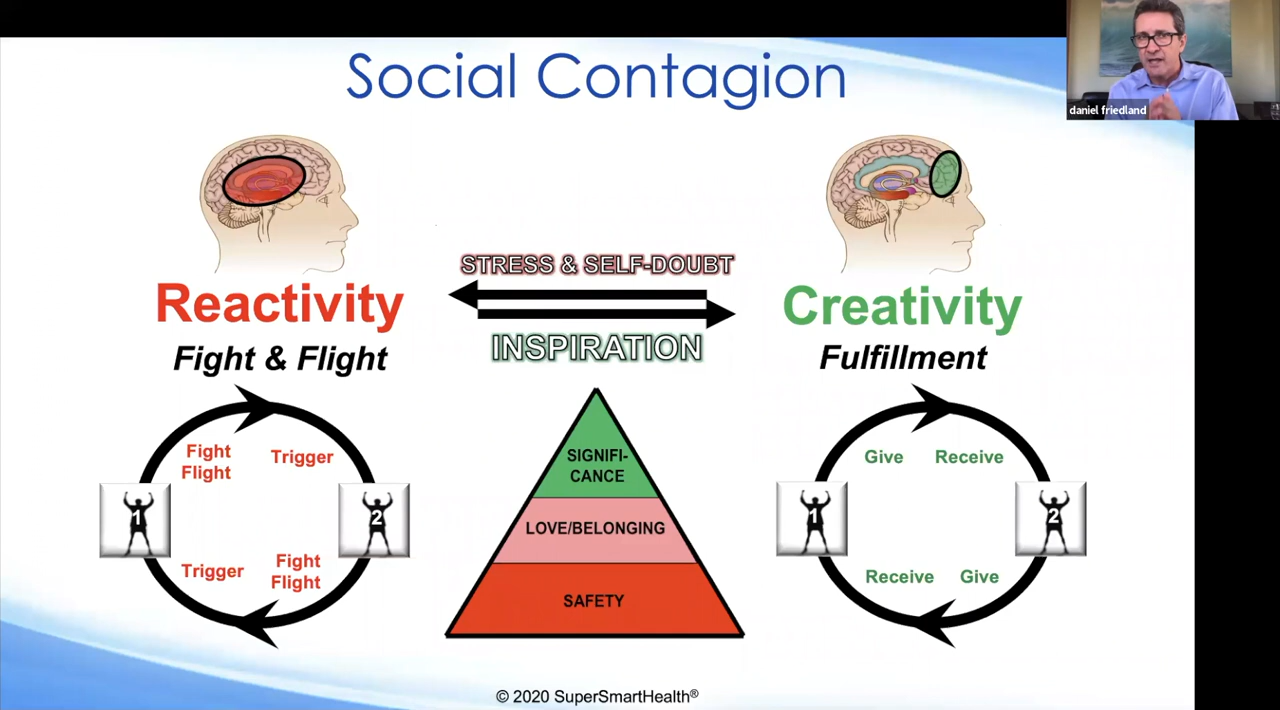 Social Contagion
daniel friedland
STRESS & SELF-DOUBT
Reactivity
Creativity
INSPIRATION
Fight & Flight
Fulfillment
Fight
Flight
Trigger
1
2
Trigger
Fight
Flight
SIGNIFI-
CANCE
LOVE/BELONGING
SAFETY
Give
Receive
1
2
Receive
Give
© 2020 SuperSmartHealth®